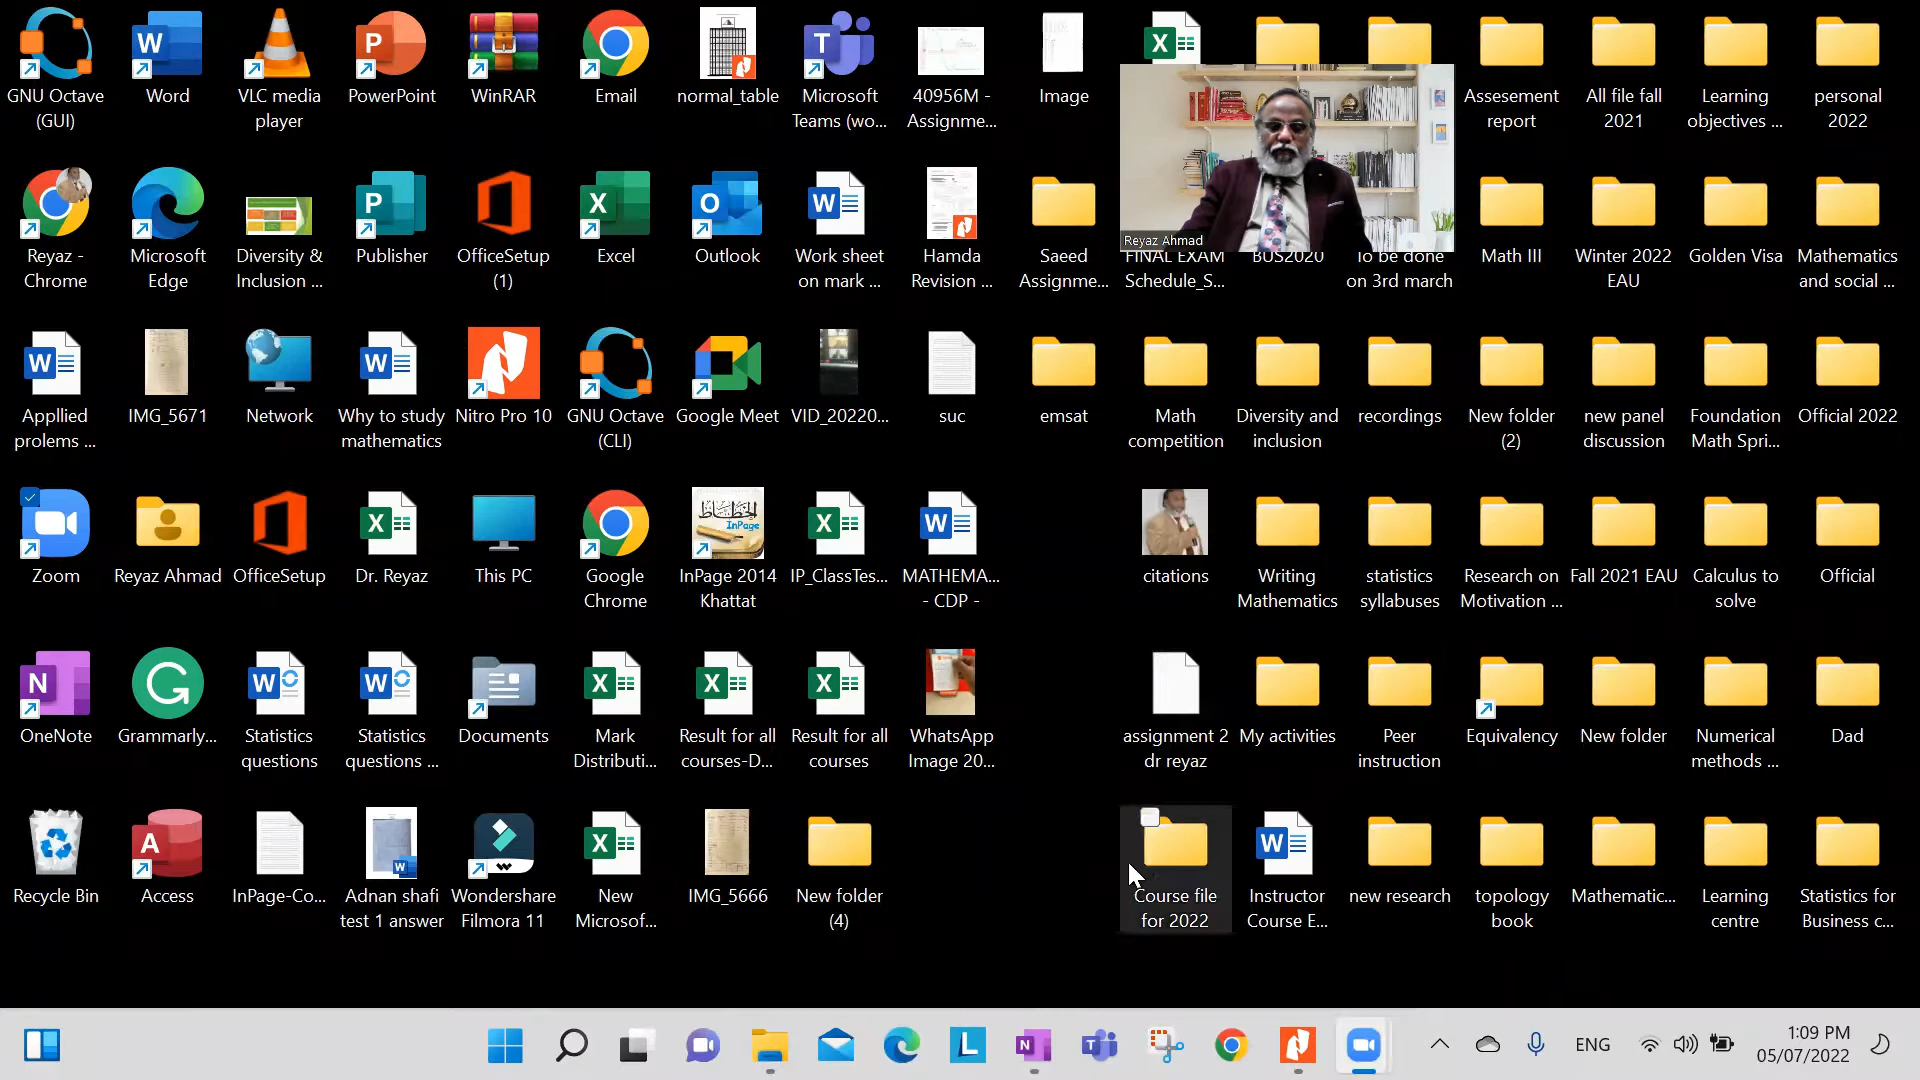 GNU Octave
(GUI)
Word
VLC media
player
PowerPoint
WinRAR
Email
normal_table
Microsoft
Teams (wo...
40956M -
Assignme...
Image
Assesement
report
All file fall
2021
Learning
objectives ...
personal
2022
Reyaz -
Chrome
Microsoft
Edge
Diversity &
Inclusion ...
Publisher
OfficeSetup
(1)
Excel
Outlook
Work sheet
on mark ...
Hamda
Revision ...
Saeed
Assignme...
Reyaz Ahmad
FINAL EXAM
Schedule_S...
BUS2020
To be done
on 3rd march
Math III
Winter 2022
EAU
Golden Visa
Mathematics
and social ...
Appllied
prolems ...
IMG_5671
Network
Why to study
mathematics
Nitro Pro 10
GNU Octave
(CLI)
Google Meet
VID_20220...
suc
emsat
Math
competition
Diversity and
inclusion
recordings
New folder
(2)
new panel
discussion
Foundation
Math Spri...
Official 2022
Zoom
Reyaz Ahmad
OfficeSetup
Dr. Reyaz
This PC
Google
Chrome
InPage
InPage 2014
Khattat
IP_ClassTes...
MATHEMA...
- CDP -
citations
Writing
Mathematics
statistics
syllabuses
Research on
Motivation ...
Fall 2021 EAU
Calculus to
solve
Official
OneNote
Grammarly...
Statistics
questions
Statistics
questions ...
Documents
Mark
Distributi...
Result for all
courses-D...
Result for all
courses
WhatsApp
Image 20...
assignment 2
dr reyaz
My activities
Peer
instruction
Equivalency
New folder
Numerical
methods ...
Dad
Recycle Bin
Access
InPage-Co...
Adnan shafi
test 1 answer
Wondershare
Filmora 11
New
Microsof...
IMG_5666
New folder
(4)
Course file
for 2022
Instructor
Course E...
new research
topology
book
Mathematic...
Learning
centre
Statistics for
Business c...
ENG
1:09 PM
05/07/2022